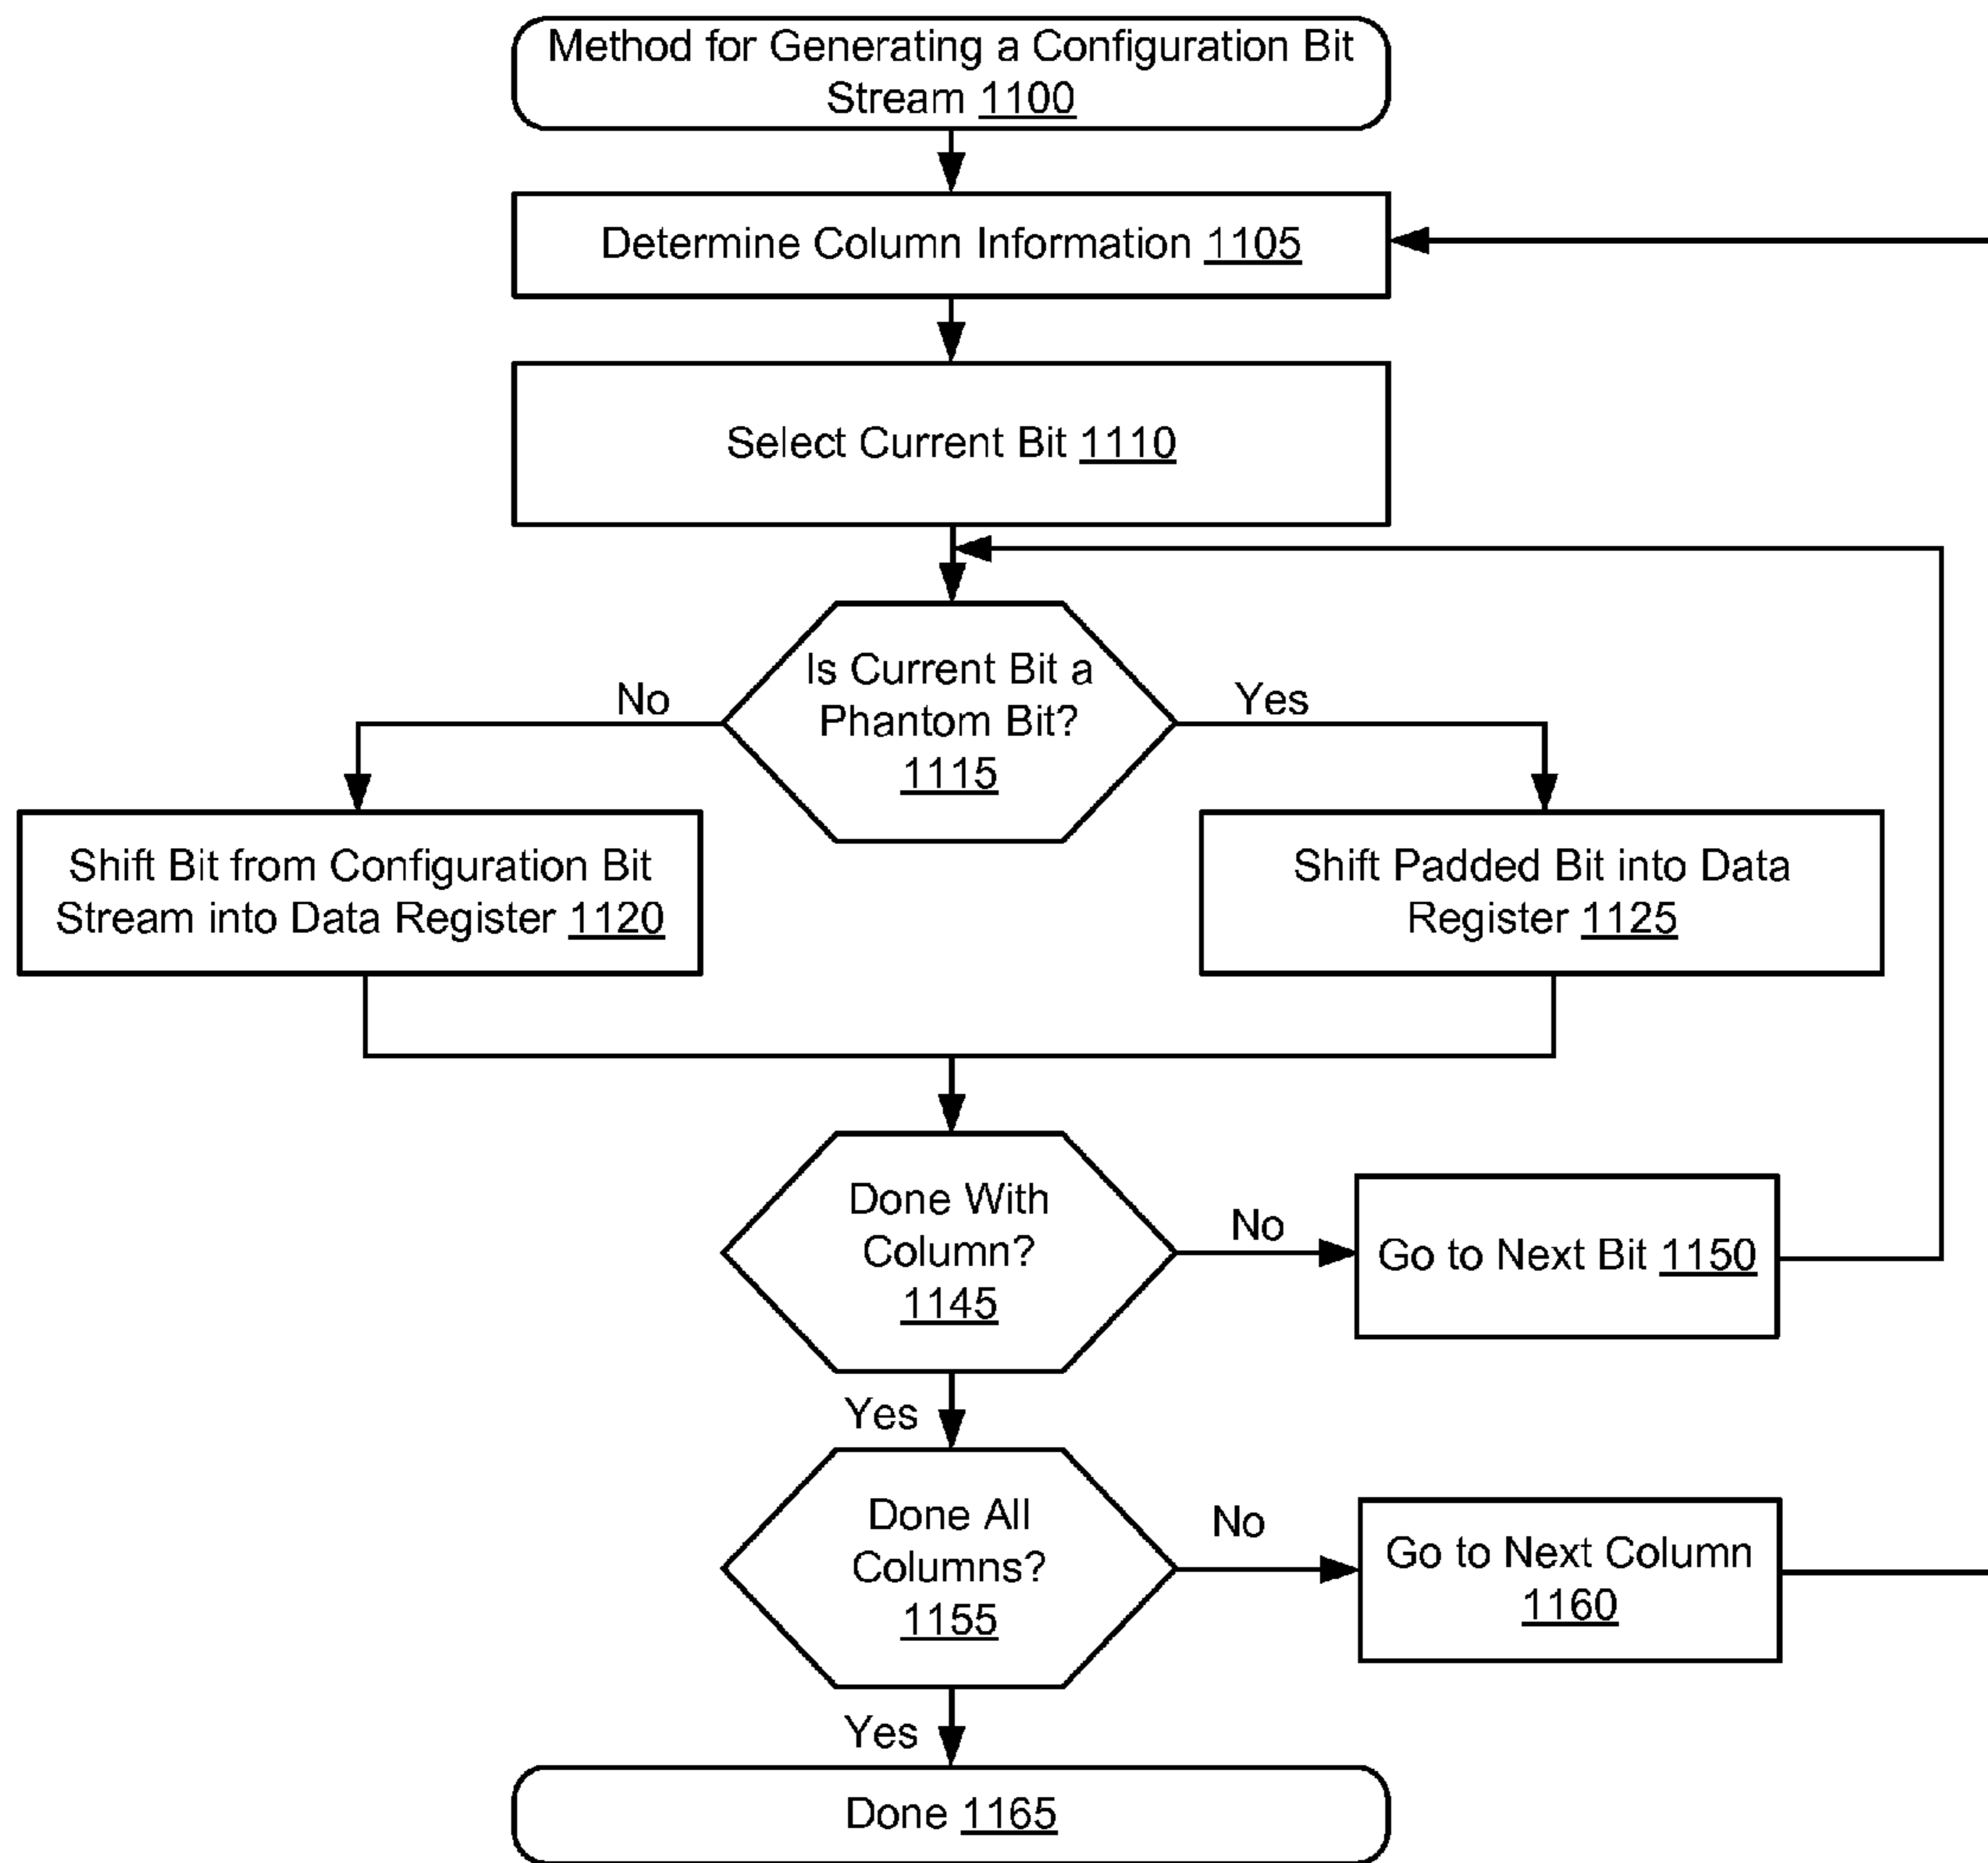 Method for Generating a Configuration Bit
Stream 1100
Determine Column Information 1105
Select Current Bit 1110
Is Current Bit a
Phantom Bit?
1115
No
Yes
Shift Bit from Configuration Bit
Stream into Data Register 1120
Shift Padded Bit into Data
Register 1125
Done With
Column?
1145
No
Go to Next Bit 1150
Yes
Done All
Columns?
1155
No
Go to Next Column
1160
Yes
Done 1165